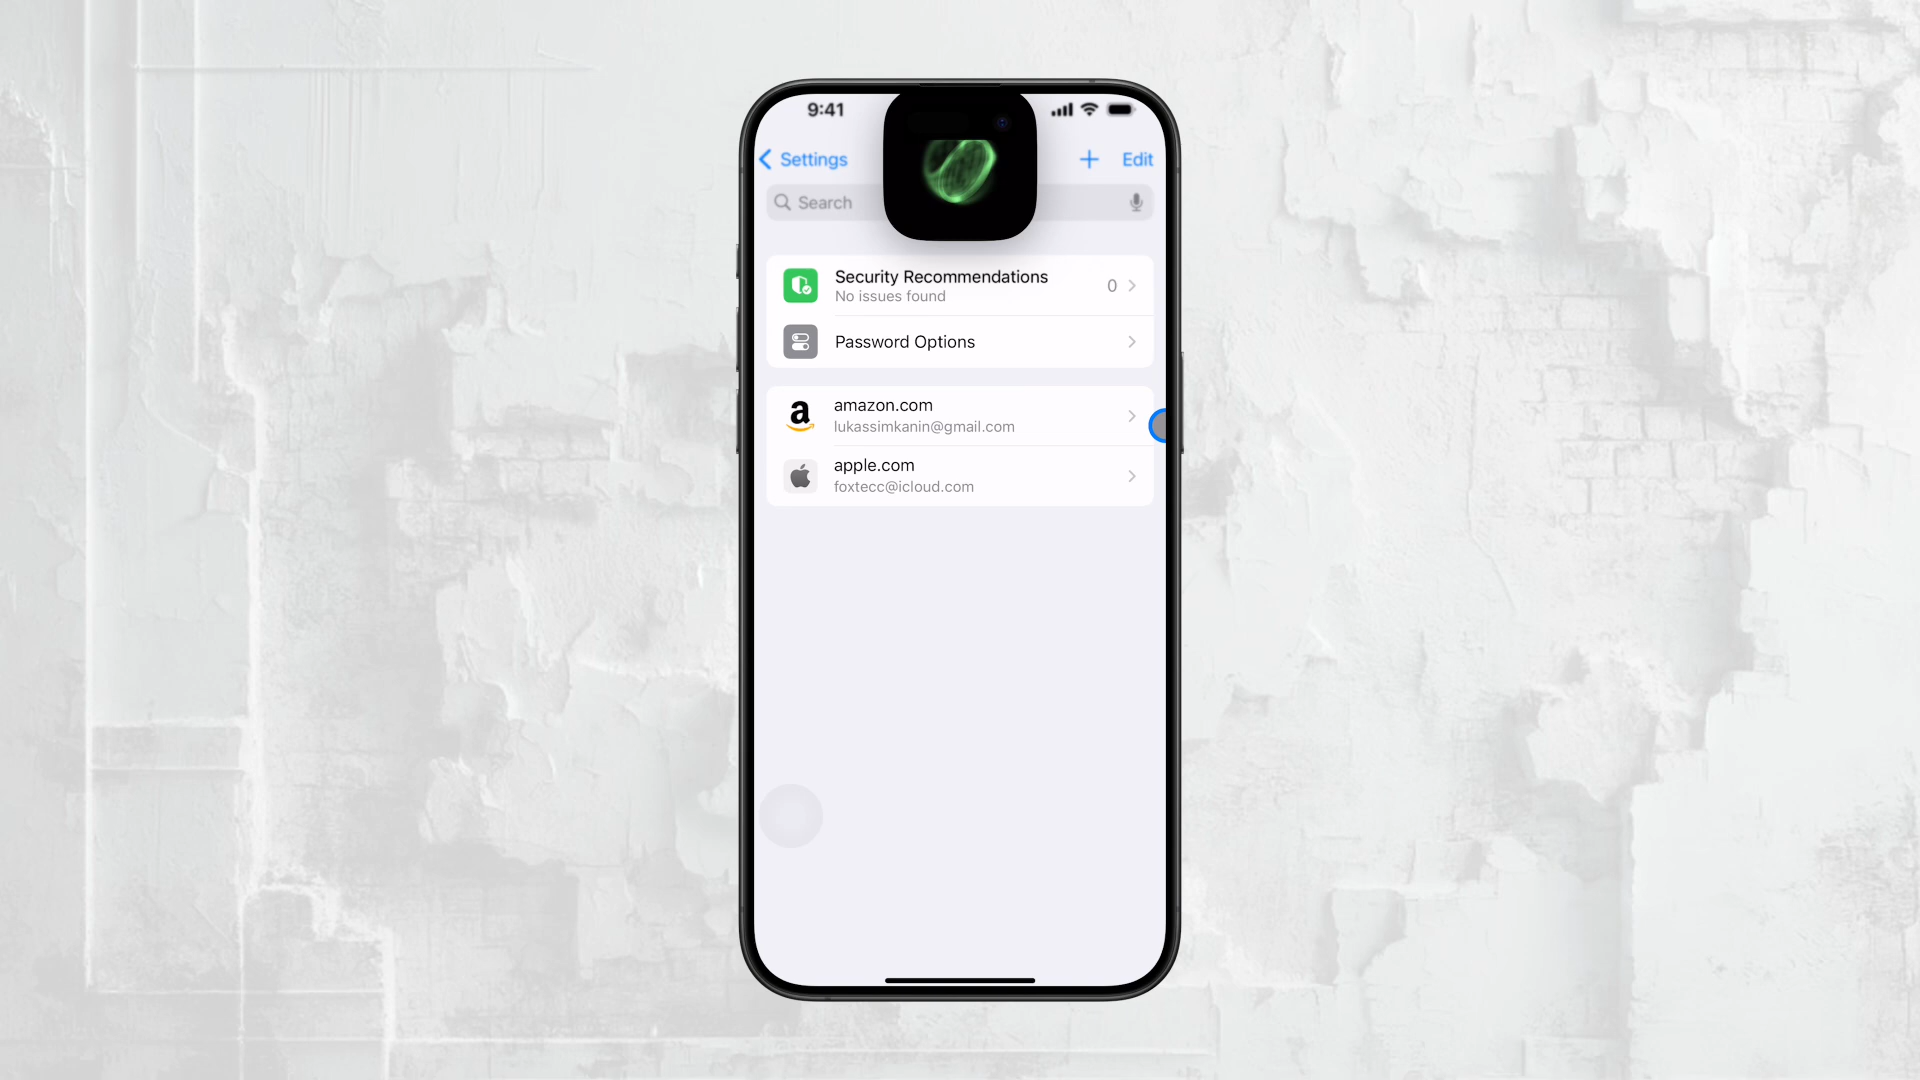 9:41
Settings
Edit
Search
Security Recommendations
No issues found
0
Password Options
amazon.com
lukassimkanin@gmail.com
apple.com
foxtecc@icloud.com